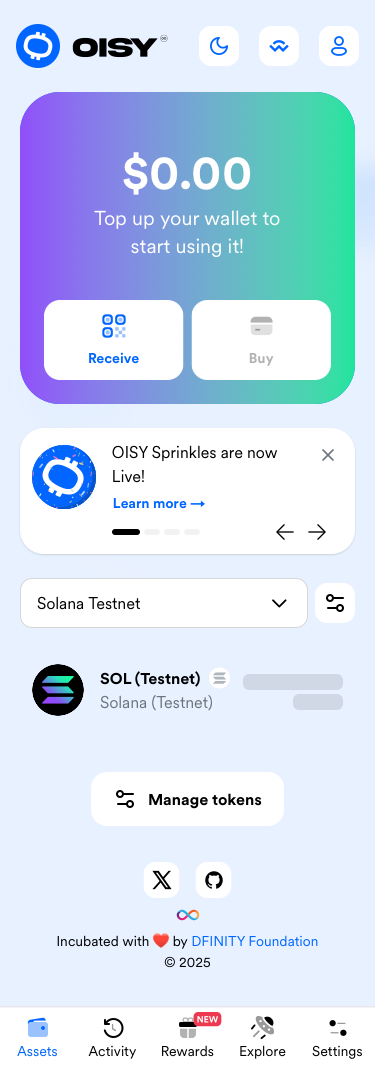 OISY
$0.00
Top up your wallet to
start using it!
Receive
Buy
OISY Sprinkles are now
Live!
Learn more →
Solana Testnet
SOL (Testnet)
Solana (Testnet)
Manage tokens
Incubated with ❤️ by DFINITY Foundation
© 2025
NEW
Assets
Activity
Rewards
Explore
Settings